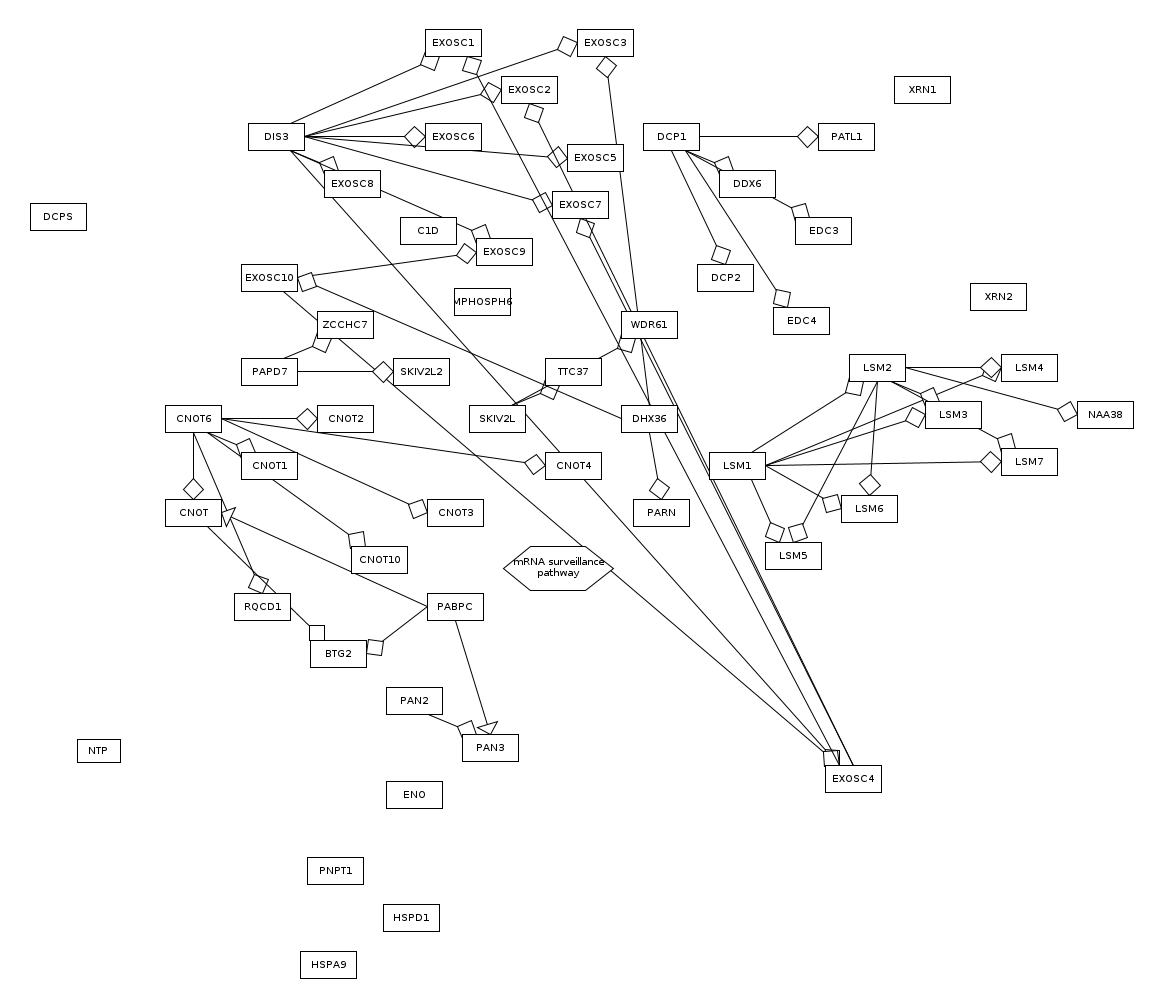 EXOSC1
EXOSC3
EXOSC2
XRN1
DIS3
EXOSC6
DCP1
PATL1
EXOSC5
EXOSC8
DDX6
EXOSC7
DCPS
C1D
EDC3
EXOSC9
EXOSC10
DCP2
MPHOSPH6
XRN2
ZCCHC7
WDR61
EDC4
PAPD7
SKIV2L2
TTC37
LSM2
LSM4
CNOT6
CNOT2
SKIV2L
DHX36
LSM3
NAA38
CNOT1
CNOT4
LSM1
LSM7
CNOT
CNOT3
PARN
LSM6
CNOT10
mRNA surveillance
pathway
LSM5
RQCD1
PABPC
BTG2
PAN2
NTP
PAN3
EXOSC4
ENO
PNPT1
HSPD1
HSPA9